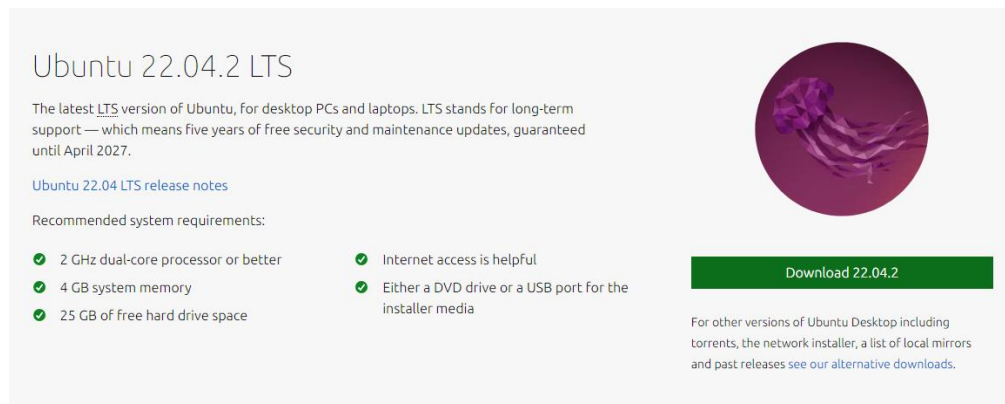 Ubuntu 22.04.2 LTS
The latest LTS version of Ubuntu, for desktop PCs and laptops. LTS stands for long-term
support — which means five years of free security and maintenance updates, guaranteed
until April 2027.
Ubuntu 22.04 LTS release notes
Recommended system requirements:
2 GHz dual-core processor or better
4 GB system memory
25 GB of free hard drive space
Internet access is helpful
Either a DVD drive or a USB port for the
installer media
Download 22.04.2
For other versions of Ubuntu Desktop including
torrents, the network installer, a list of local mirrors
and past releases see our alternative downloads.